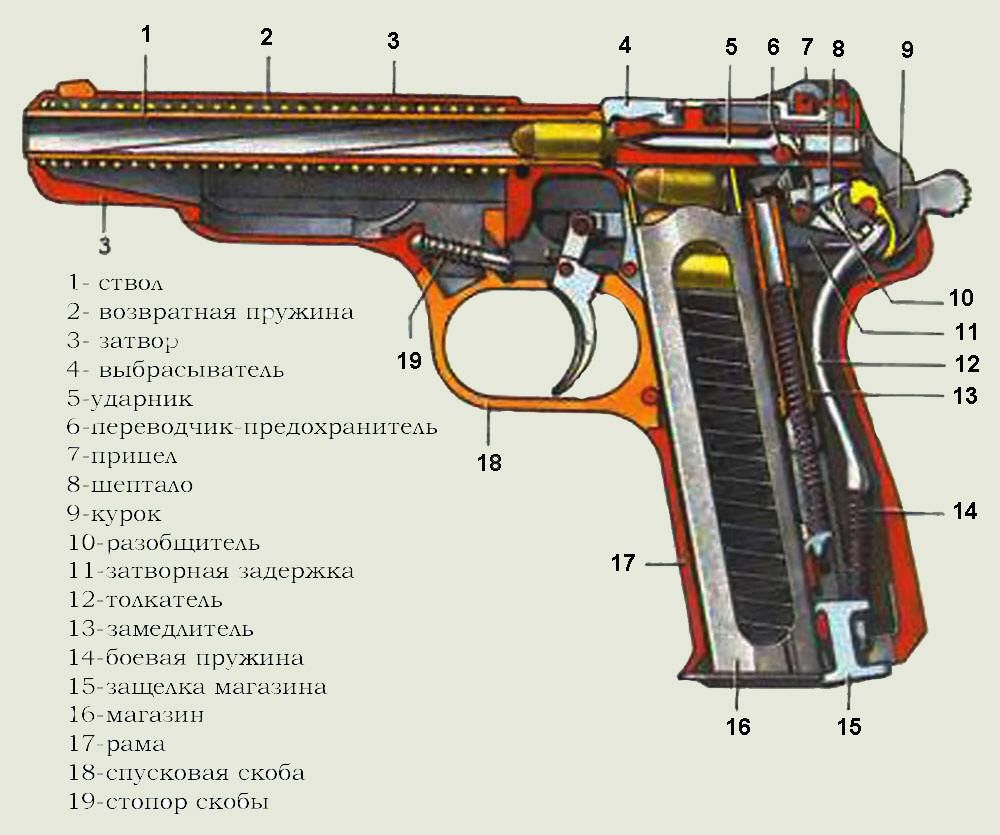 1 2 3 4 5 6 7 8 9
3
10
11
19
12
13
18
14
17
16 15
1- ствол
2- возвратная пружина
3- затвор
4- выбрасыватель
5-ударник
6-переводчик-предохранитель
7-прицел
8-шептало
9-курок
10-разобщитель
11-затворная задержка
12-толкатель
13-замедлитель
14-боевая пружина
15-защелка магазина
16-магазин
17-рама
18-спусковая скоба
19-стопор скобы